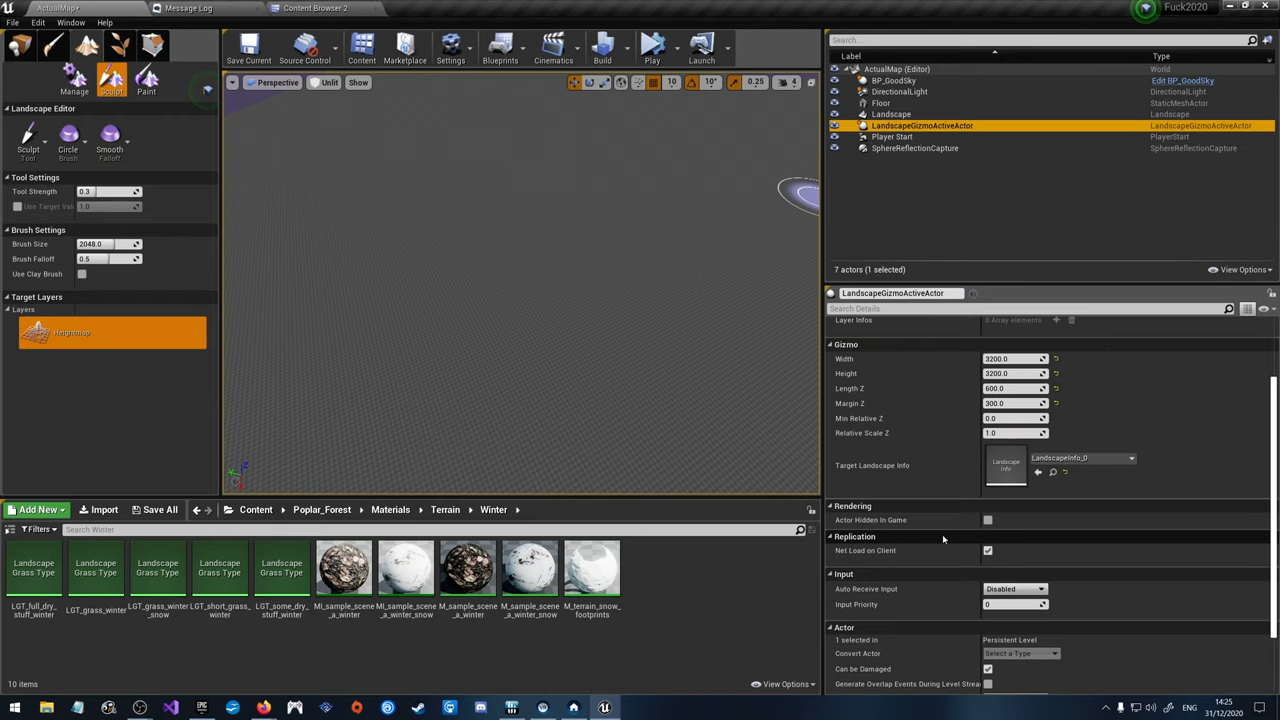 ActualMap*
Message Log
Content Browser 2
Fuck2020
File Edit Window Help
Manage Sculpt Paint
Landscape Editor
Sculpt Circle Smooth
Tool Brush Falloff
Tool Settings
Tool Strength 0.3
Use Target Val 1.0
Brush Settings
Brush Size 2048.0
Brush Falloff 0.5
Use Clay Brush
Target Layers
Layers
Heightmap
Save Current Source Control Content Marketplace Settings Blueprints Cinematics Build Play Launch
Perspective Unlit Show 10 10° 0.25 4
Search...
Label Type
ActualMap (Editor) World
BP_GoodSky Edit BP_GoodSky
DirectionalLight DirectionalLight
Floor StaticMeshActor
Landscape Landscape
LandscapeGizmoActiveActor LandscapeGizmoActiveActor
Player Start PlayerStart
SphereReflectionCapture SphereReflectionCapture
7 actors (1 selected) View Options
LandscapeGizmoActiveActor
Search Details
Layer Infos 0 Array elements
Gizmo
Width 3200.0
Height 3200.0
Length Z 600.0
Margin Z 300.0
Min Relative Z 0.0
Relative Scale Z 1.0
Target Landscape Info Landscape Info LandscapeInfo_0
Rendering
Actor Hidden In Game
Replication
Net Load on Client
Input
Auto Receive Input Disabled
Input Priority 0
Actor
1 selected in Persistent Level
Convert Actor Select a Type
Can be Damaged
Generate Overlap Events During Level Strea
Add New Import Save All Content Poplar_Forest Materials Terrain Winter
Filters Search Winter
Landscape Grass Type Landscape Grass Type Landscape Grass Type Landscape Grass Type Landscape Grass Type
LGT_full_dry_stuff_winter LGT_grass_winter LGT_grass_winter_snow LGT_short_grass_winter LGT_some_dry_stuff_winter MI_sample_scene_a_winter MI_sample_scene_a_winter_snow M_sample_scene_a_winter M_sample_scene_a_winter_snow M_terrain_snow_footprints
10 items View Options
ENG
14:25
31/12/2020